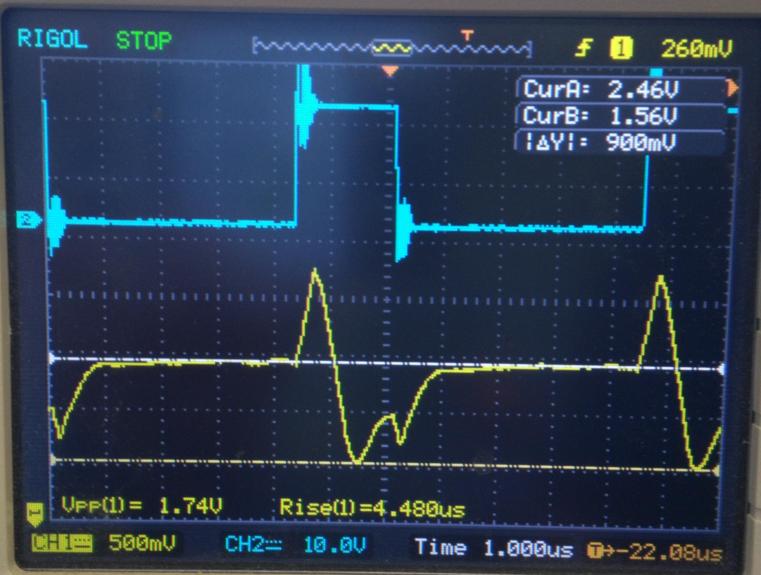 RIGOL STOP T 1 260mV
CurA= 2.46V
CurB= 1.56V
|ΔY|= 900mV
2
Vpp(1)= 1.74V Rise(1)=4.480us
1
CH1 500mV CH2 10.0V Time 1.000us T→-22.08us